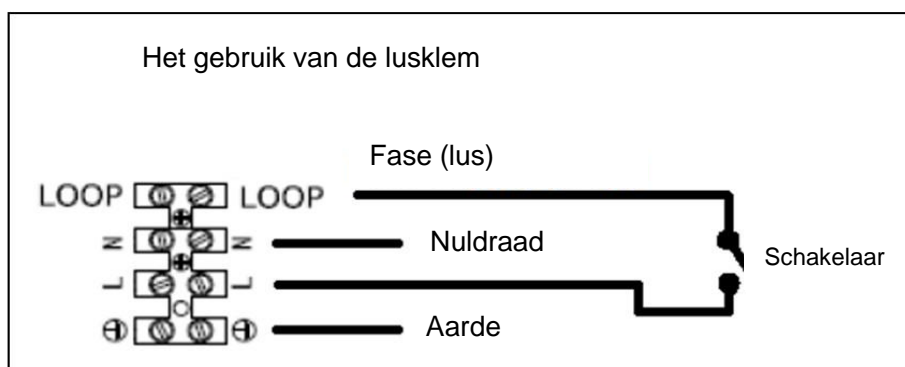 Het gebruik van de lusklem
Fase (lus)
LOOP LOOP
N N Nuldraad
Schakelaar
L L
Aarde